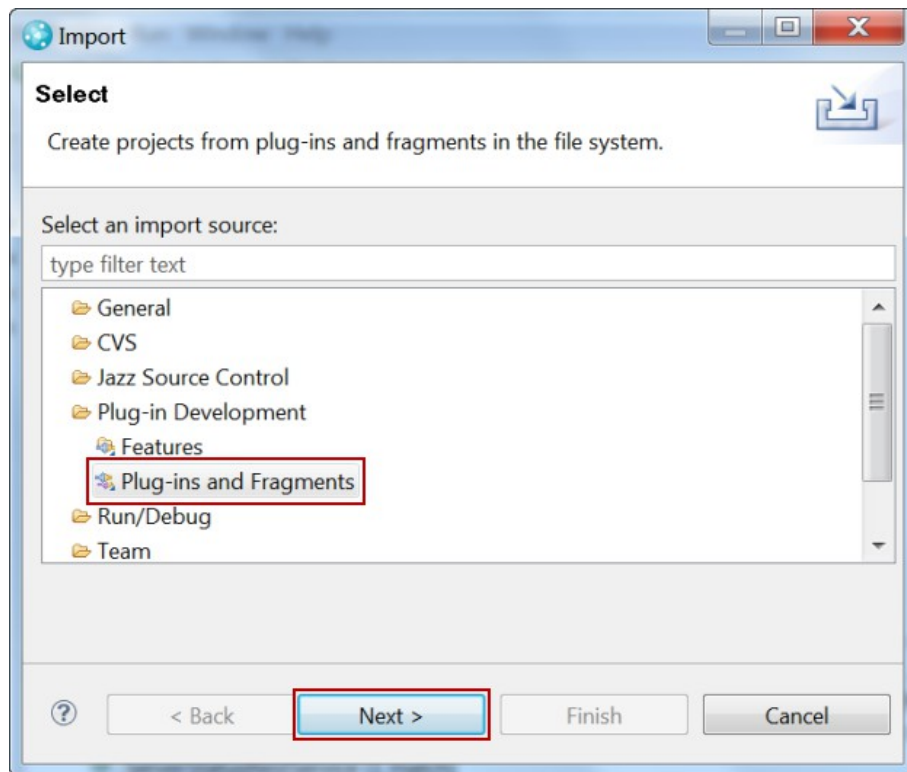 Import
Select
Create projects from plug-ins and fragments in the file system.
Select an import source:
type filter text
General
CVS
Jazz Source Control
Plug-in Development
Features
Plug-ins and Fragments
Run/Debug
Team
? < Back Next > Finish Cancel